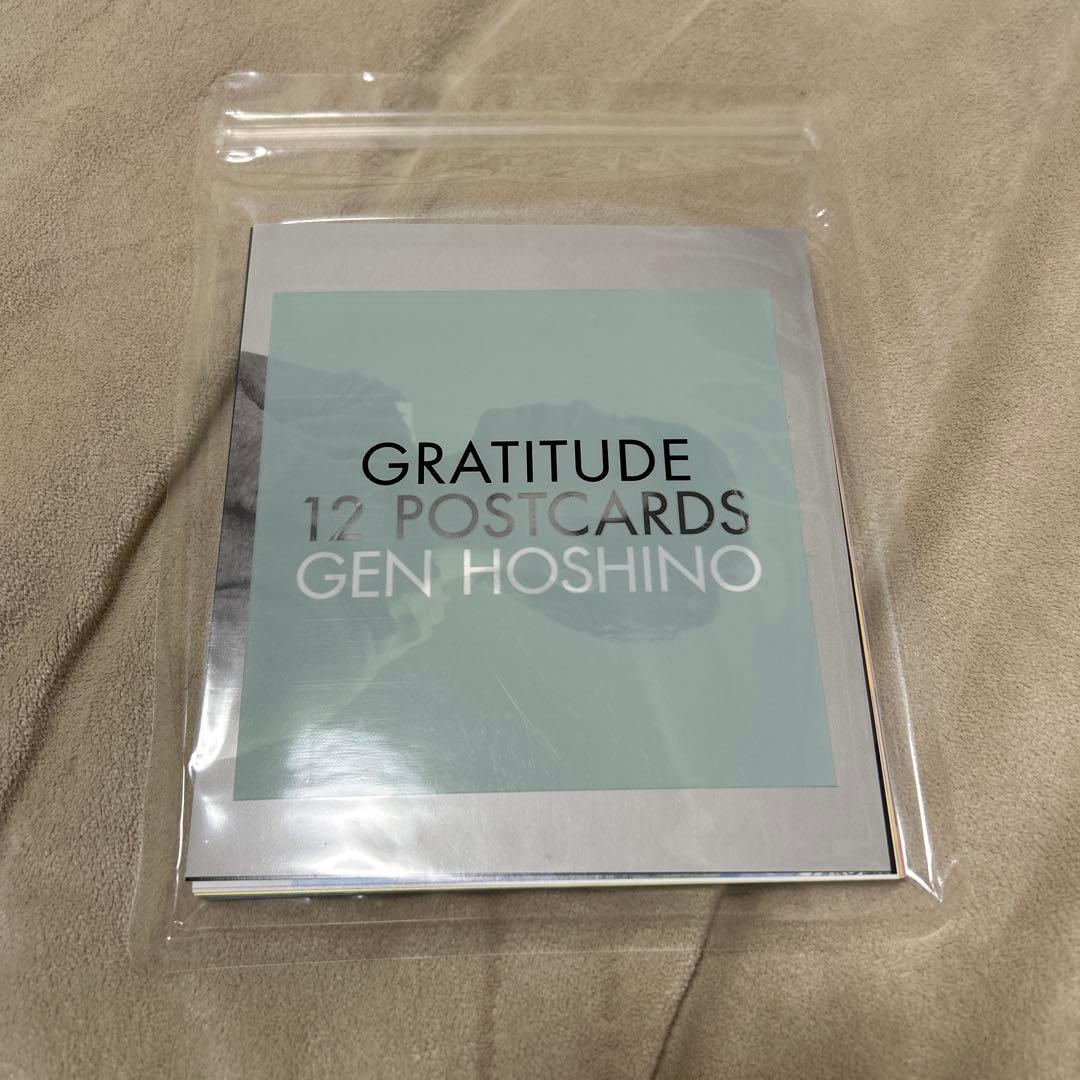 GRATITUDE
12 POSTCARDS
GEN HOSHINO